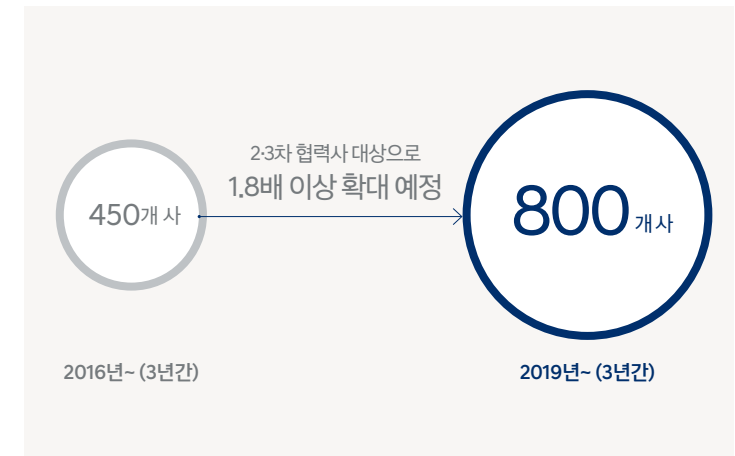 2·3차 협력사 대상으로
1.8배 이상 확대 예정
450개 사
800개사
2016년~ (3년간)
2019년~ (3년간)